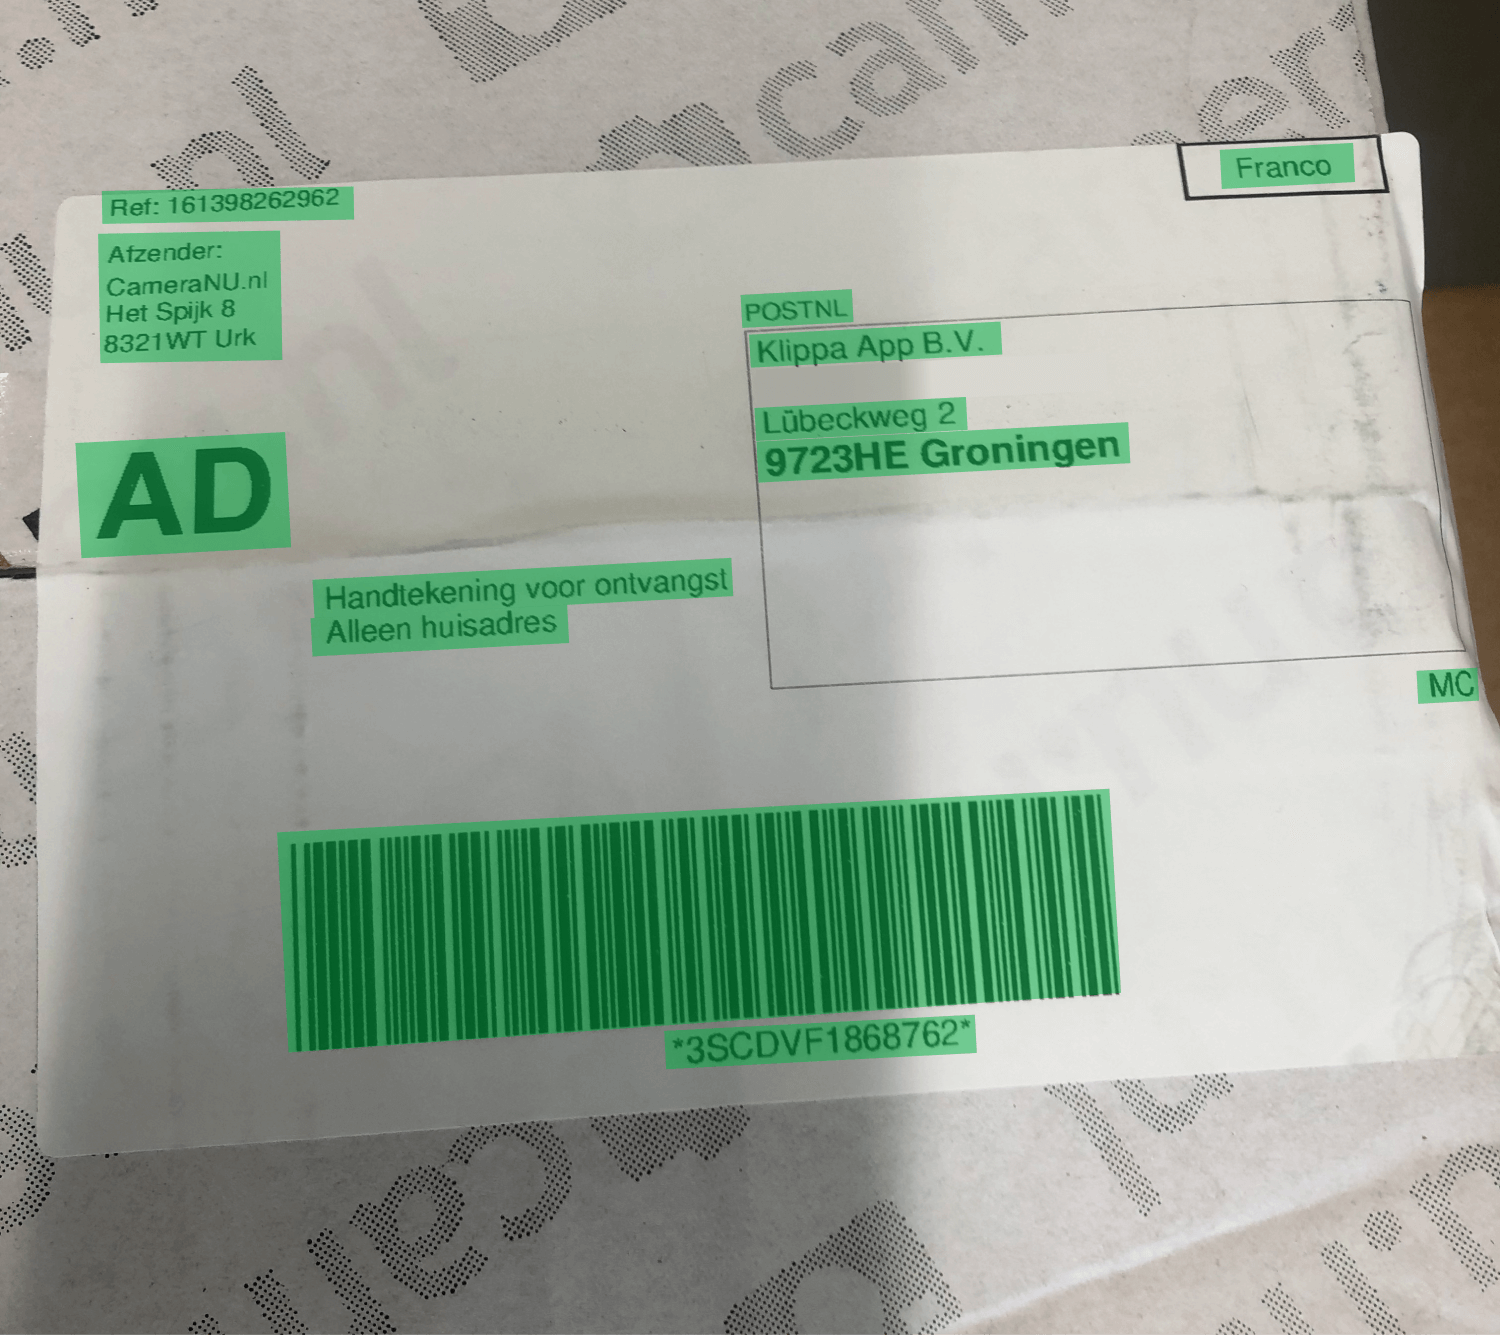 Franco
Ref: 161398262962
Afzender:
CameraNU.nl
Het Spijk 8
8321WT Urk
POSTNL
Klippa App B.V.
Lübeckweg 2
9723HE Groningen
AD
Handtekening voor ontvangst
Alleen huisadres
MC
*3SCDVF1868762*